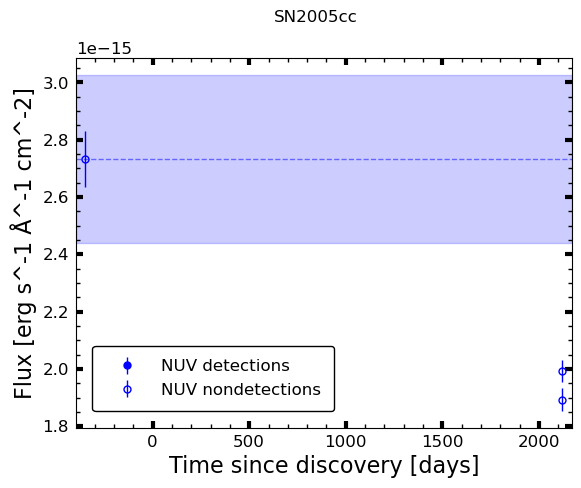 SN2005cc
1e−15
3.0
2.8
2.6
2.4
2.2
2.0
1.8
Flux [erg s^-1 Å^-1 cm^-2]
NUV detections
NUV nondetections
0 500 1000 1500 2000
Time since discovery [days]